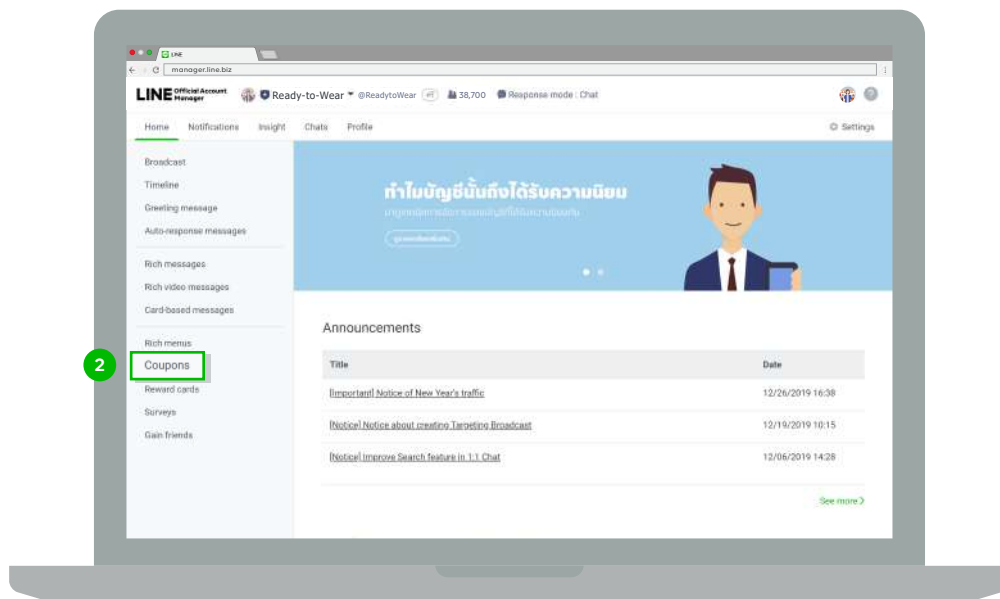 LINE
manager.line.biz
LINE Official Account Manager Ready-to-Wear @ReadytoWear ฟรี 38,700 Response mode : Chat
Home Notifications Insight Chats Profile Settings
Broadcast
Timeline
Greeting message
Auto-response messages
Rich messages
Rich video messages
Card-based messages
Rich menus
2 Coupons
Reward cards
Surveys
Gain friends
ทำไมบัญชีนั้นถึงได้รับความนิยม
Announcements
Title Date
[Important] Notice of New Year's traffic 12/26/2019 16:38
[Notice] Notice about creating Targeting Broadcast 12/19/2019 10:15
[Notice] Improve Search feature in 1:1 Chat 12/06/2019 14:28
See more